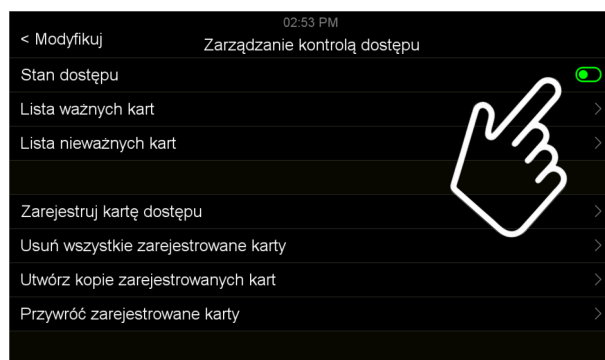 02:53 PM
< Modyfikuj
Zarządzanie kontrolą dostępu
Stan dostępu
Lista ważnych kart
Lista nieważnych kart
Zarejestruj kartę dostępu
Usuń wszystkie zarejestrowane karty
Utwórz kopie zarejestrowanych kart
Przywróć zarejestrowane karty